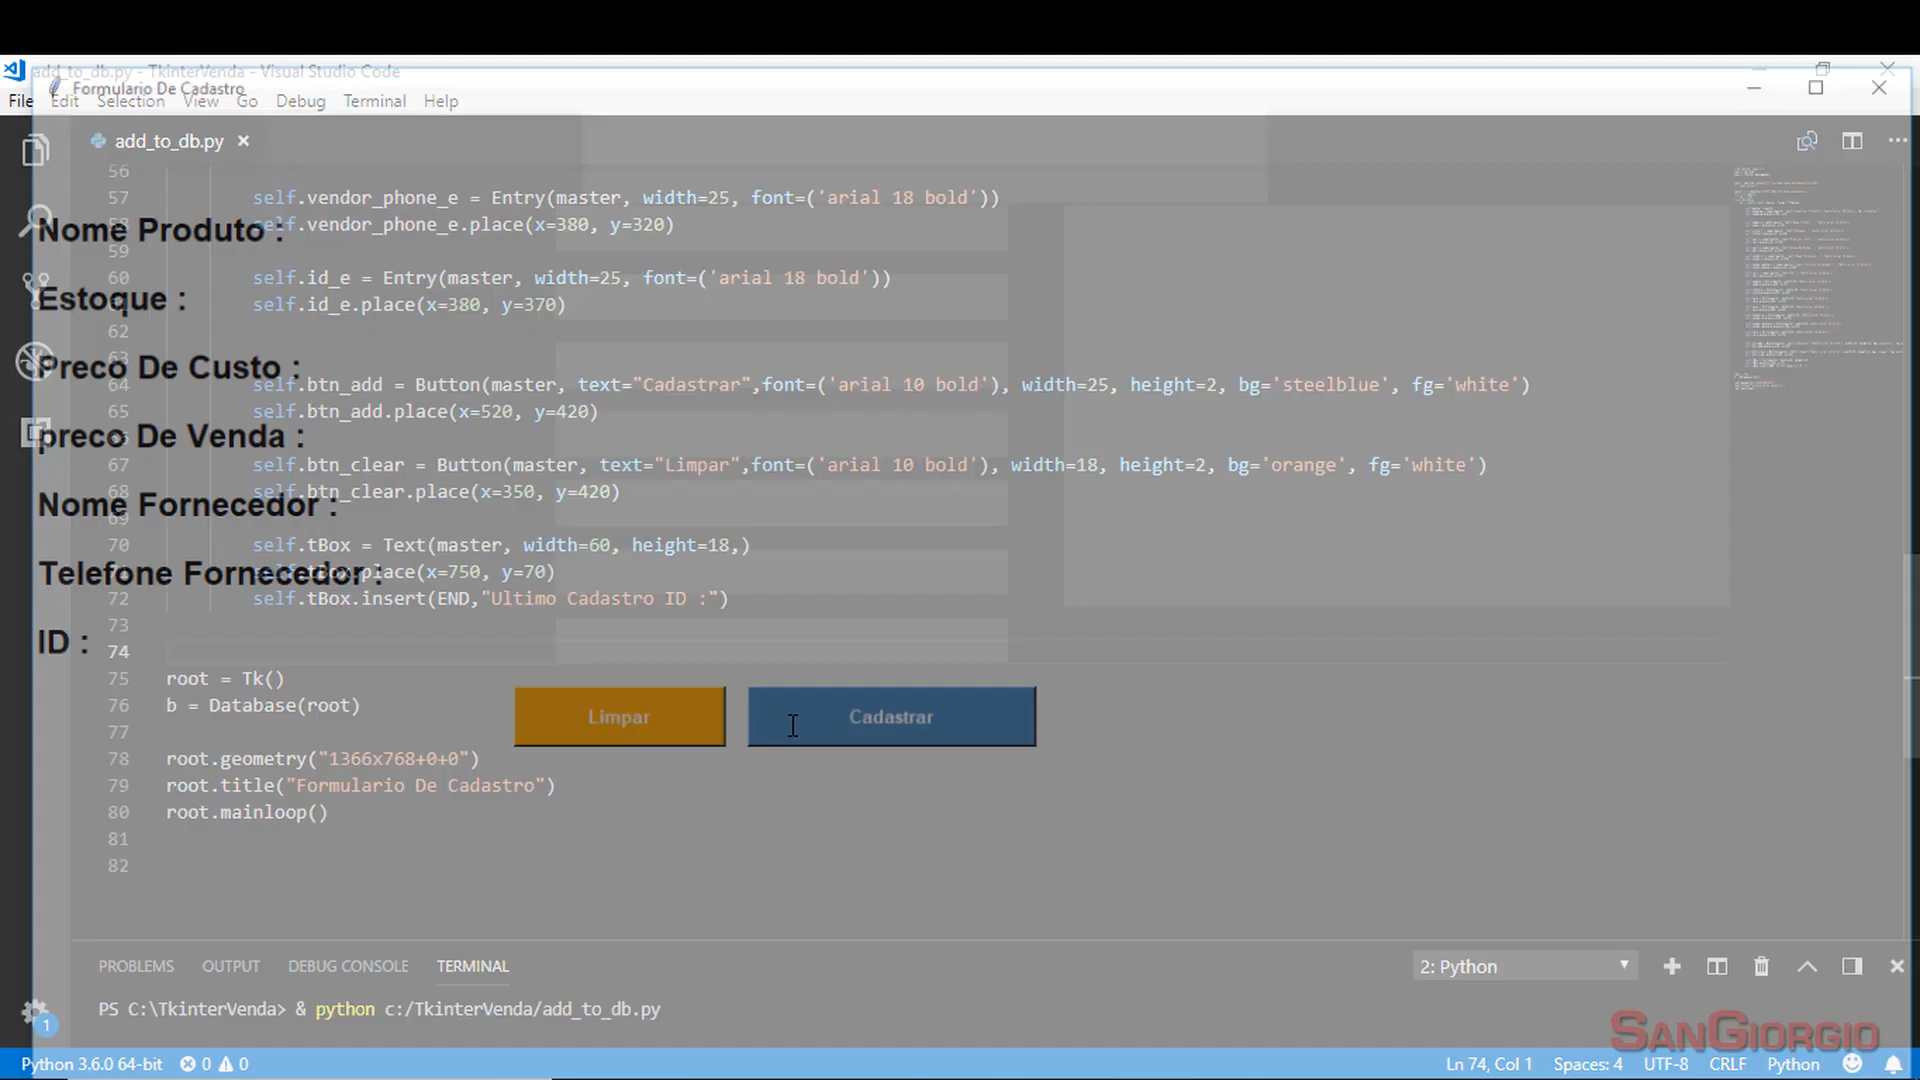 add_to_db.py - TkinterVenda - Visual Studio Code
Formulario De Cadastro
File Edit Selection View Go Debug Terminal Help
add_to_db.py
56
57 self.vendor_phone_e = Entry(master, width=25, font=('arial 18 bold'))
Nome Produto :
58 self.vendor_phone_e.place(x=380, y=320)
59
60 self.id_e = Entry(master, width=25, font=('arial 18 bold'))
Estoque :
self.id_e.place(x=380, y=370)
62
63
Preco De Custo :
64 self.btn_add = Button(master, text="Cadastrar",font=('arial 10 bold'), width=25, height=2, bg='steelblue', fg='white')
65 self.btn_add.place(x=520, y=420)
preco De Venda :
67 self.btn_clear = Button(master, text="Limpar",font=('arial 10 bold'), width=18, height=2, bg='orange', fg='white')
68 self.btn_clear.place(x=350, y=420)
Nome Fornecedor :
69
70 self.tBox = Text(master, width=60, height=18,)
Telefone Fornecedor :
self.tBox.place(x=750, y=70)
72 self.tBox.insert(END,"Ultimo Cadastro ID :")
73
ID :
74
75 root = Tk()
76 b = Database(root)
Limpar Cadastrar
77
78 root.geometry("1366x768+0+0")
79 root.title("Formulario De Cadastro")
80 root.mainloop()
81
82
PROBLEMS OUTPUT DEBUG CONSOLE TERMINAL 2: Python
PS C:\TkinterVenda> & python c:/TkinterVenda/add_to_db.py
1
SANGIORGIO
Python 3.6.0 64-bit 0 0 Ln 74, Col 1 Spaces: 4 UTF-8 CRLF Python